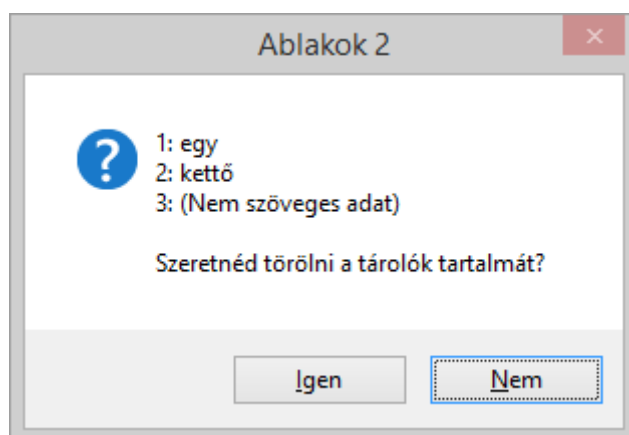 Ablakok 2
1: egy
2: kettő
3: (Nem szöveges adat)
Szeretnéd törölni a tárolók tartalmát?
Igen
Nem